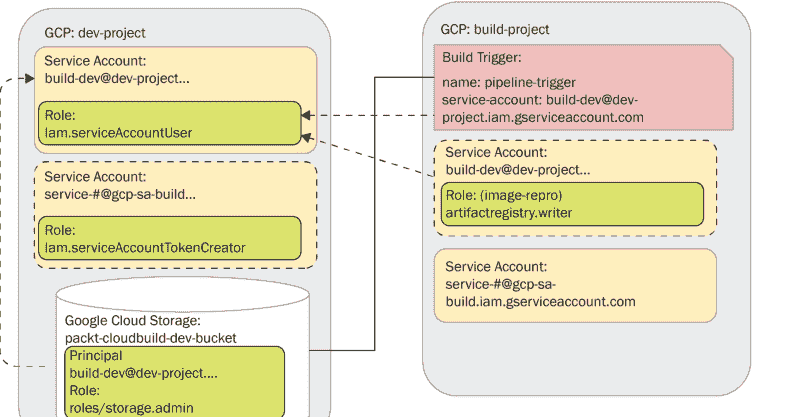 GCP: dev-project
Service Account:
build-dev@dev-project...
Role:
Iam.serviceAccountUser
Service Account:
service-#@gcp-sa-build...
Role:
Iam.serviceAccountTokenCreator
Google Cloud Storage:
packt-cloudbuild-dev-bucket
Principal
build-dev@dev-project....
Role:
roles/storage.admin
GCP: build-project
Build Trigger:
name: pipeline-trigger
service-account: build-dev@dev-
project.iam.gserviceaccount.com
Service Account:
build-dev@dev-project...
Role: (image-repro)
artifactregistry.writer
Service Account:
service-#@gcp-sa-
build.iam.gserviceaccount.com